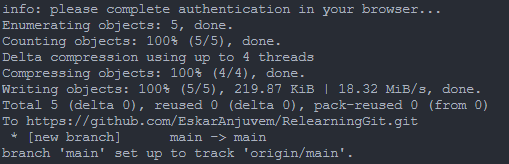 info: please complete authentication in your browser...
Enumerating objects: 5, done.
Counting objects: 100% (5/5), done.
Delta compression using up to 4 threads
Compressing objects: 100% (4/4), done.
Writing objects: 100% (5/5), 219.87 KiB | 18.32 MiB/s, done.
Total 5 (delta 0), reused 0 (delta 0), pack-reused 0 (from 0)
To https://github.com/EskarAnjuvem/RelearningGit.git
 * [new branch]      main -> main
branch 'main' set up to track 'origin/main'.